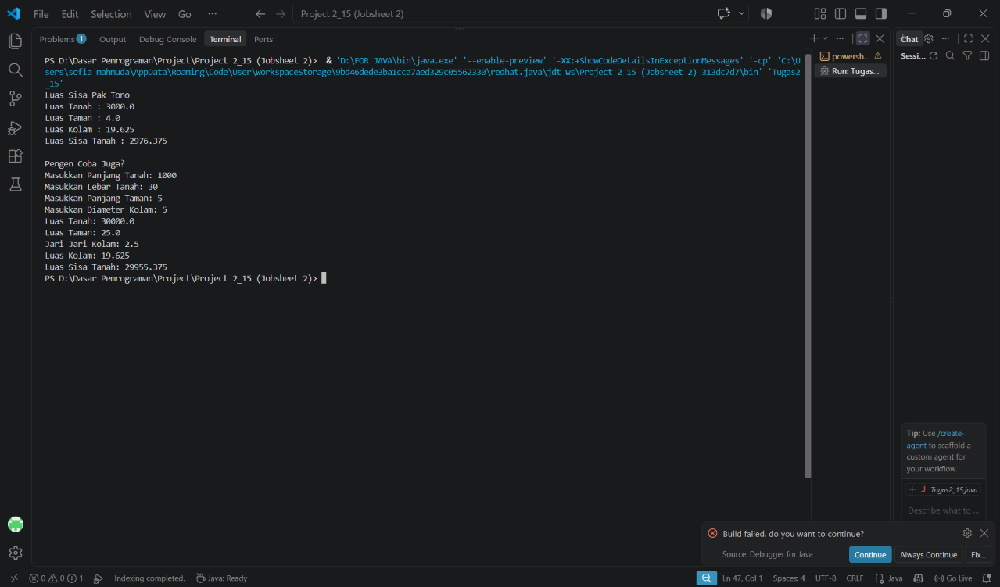 File Edit Selection View Go ··· Project 2_15 (Jobsheet 2)
Problems 1 Output Debug Console Terminal Ports
Chat
PS D:\Dasar Pemrograman\Project\Project 2_15 (Jobsheet 2)> & 'D:\FOR JAVA\bin\java.exe' '--enable-preview' '-XX:+ShowCodeDetailsInExceptionMessages' '-cp' 'C:\U
sers\sofia mahmuda\AppData\Roaming\Code\User\workspaceStorage\9bd46dede3ba1cca7aed329c05562330\redhat.java\jdt_ws\Project 2_15 (Jobsheet 2)_313dc7d7\bin' 'Tugas2
_15'
Luas Sisa Pak Tono
Luas Tanah : 3000.0
Luas Taman : 4.0
Luas Kolam : 19.625
Luas Sisa Tanah : 2976.375
Pengen Coba Juga?
Masukkan Panjang Tanah: 1000
Masukkan Lebar Tanah: 30
Masukkan Panjang Taman: 5
Masukkan Diameter Kolam: 5
Luas Tanah: 30000.0
Luas Taman: 25.0
Jari Jari Kolam: 2.5
Luas Kolam: 19.625
Luas Sisa Tanah: 29955.375
PS D:\Dasar Pemrograman\Project\Project 2_15 (Jobsheet 2)>
powersh...
Run: Tugas...
Sessi...
Tip: Use /create-
agent to scaffold a
custom agent for
your workflow.
J Tugas2_15.java
Describe what to ...
Build failed, do you want to continue?
Source: Debugger for Java
Continue Always Continue Fix...
0 0 1 Indexing completed. Java: Ready Ln 47, Col 1 Spaces: 4 UTF-8 CRLF {} Java Go Live